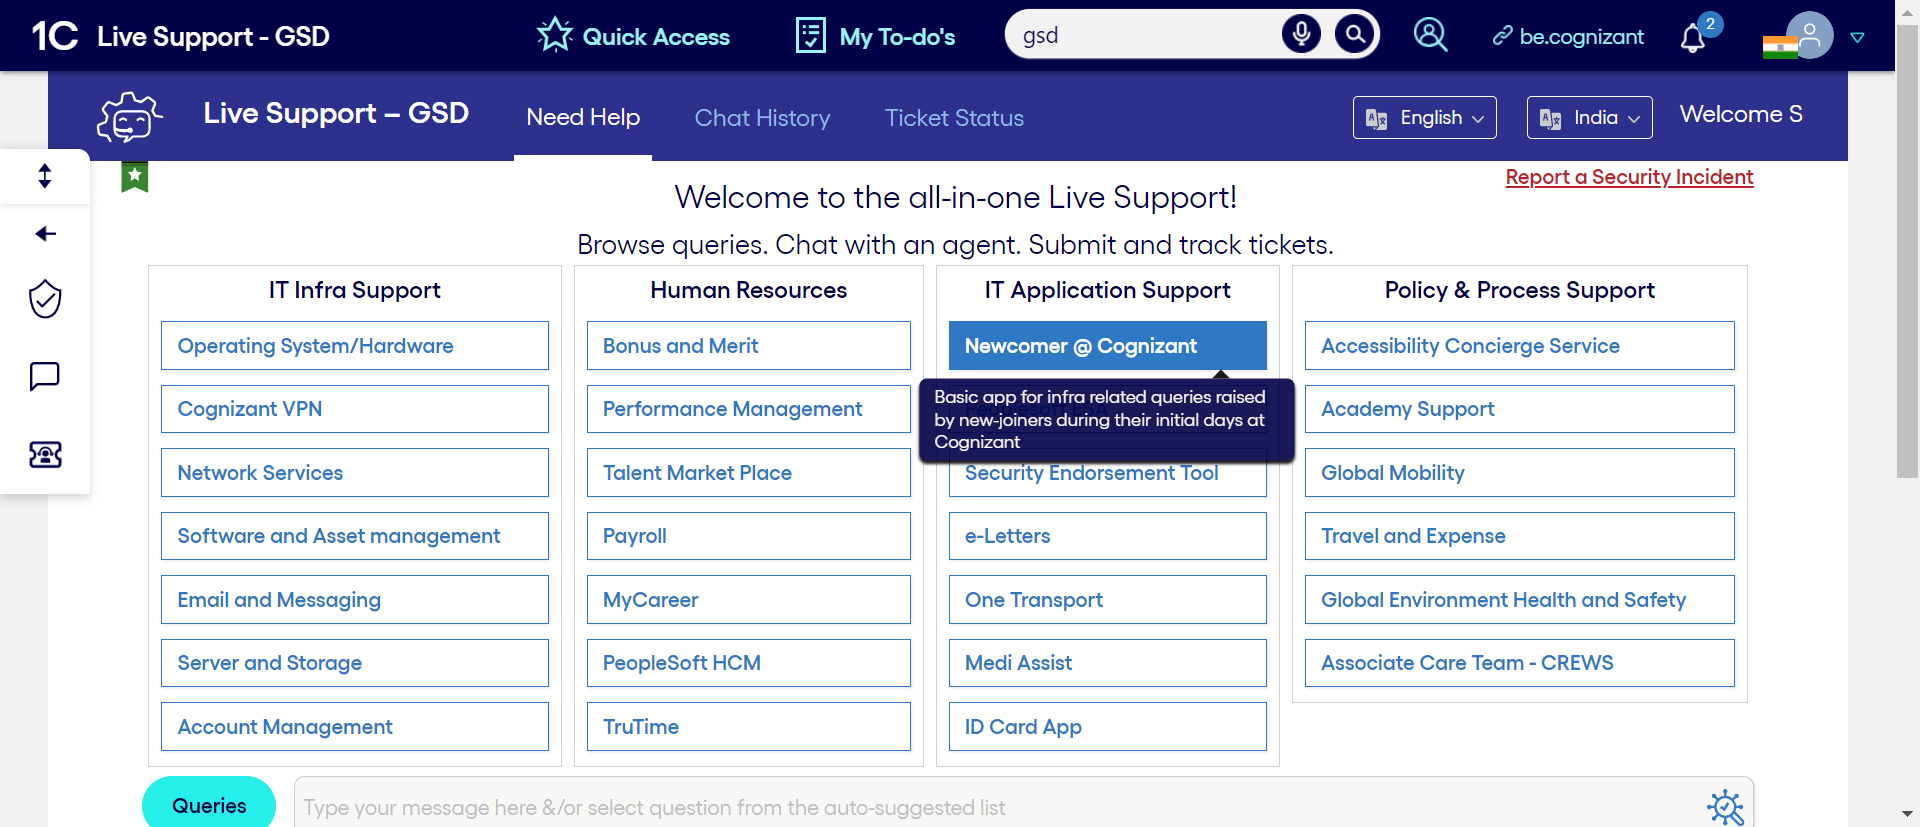 1C Live Support - GSD
Quick Access
My To-do's
gsd
be.cognizant
2
Live Support – GSD
Need Help
Chat History
Ticket Status
English
India
Welcome S
Report a Security Incident
Welcome to the all-in-one Live Support!
Browse queries. Chat with an agent. Submit and track tickets.
IT Infra Support
Operating System/Hardware
Cognizant VPN
Network Services
Software and Asset management
Email and Messaging
Server and Storage
Account Management
Human Resources
Bonus and Merit
Performance Management
Talent Market Place
Payroll
MyCareer
PeopleSoft HCM
TruTime
IT Application Support
Newcomer @ Cognizant
Basic app for infra related queries raised
by new-joiners during their initial days at
Cognizant
Peoplesoft ESA
Security Endorsement Tool
e-Letters
One Transport
Medi Assist
ID Card App
Policy & Process Support
Accessibility Concierge Service
Academy Support
Global Mobility
Travel and Expense
Global Environment Health and Safety
Associate Care Team - CREWS
Queries
Type your message here &/or select question from the auto-suggested list